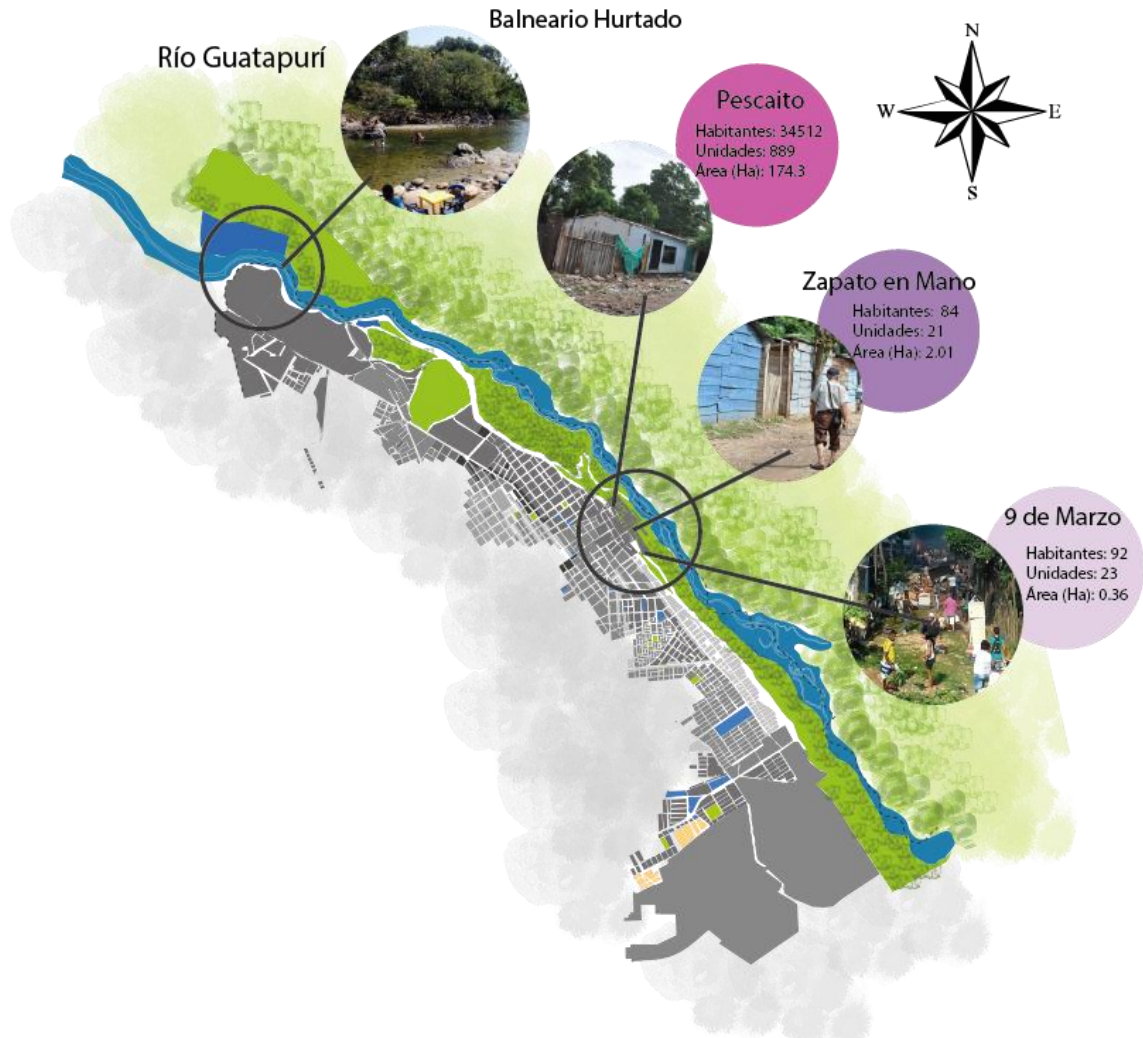 Balneario Hurtado
Río Guatapurí
N
W
E
S
Pescaito
Habitantes: 34512
Unidades: 889
Área (Ha): 174.3
Zapato en Mano
Habitantes: 84
Unidades: 21
Área (Ha): 2.01
9 de Marzo
Habitantes: 92
Unidades: 23
Área (Ha): 0.36